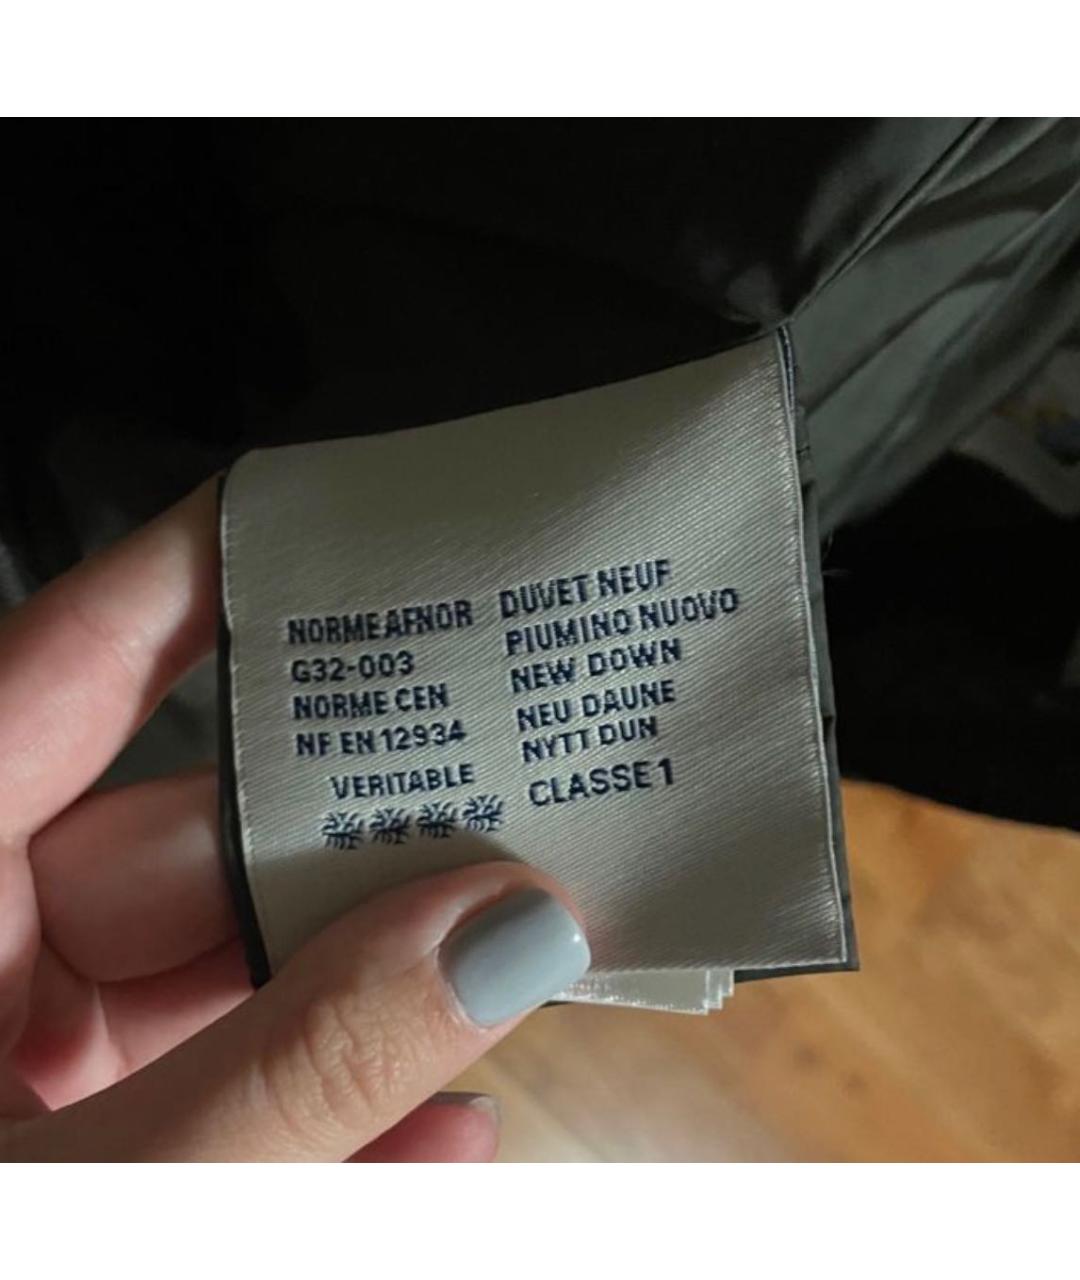 NORME AFNOR
G32-003
NORME CEN
NF EN 12934
VERITABLE
DUVET NEUF
PIUMINO NUOVO
NEW DOWN
NEU DAUNE
NYTT DUN
CLASSE 1